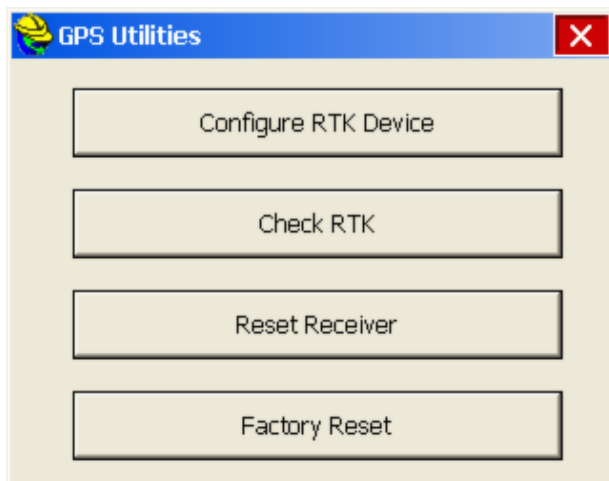 GPS Utilities
Configure RTK Device
Check RTK
Reset Receiver
Factory Reset